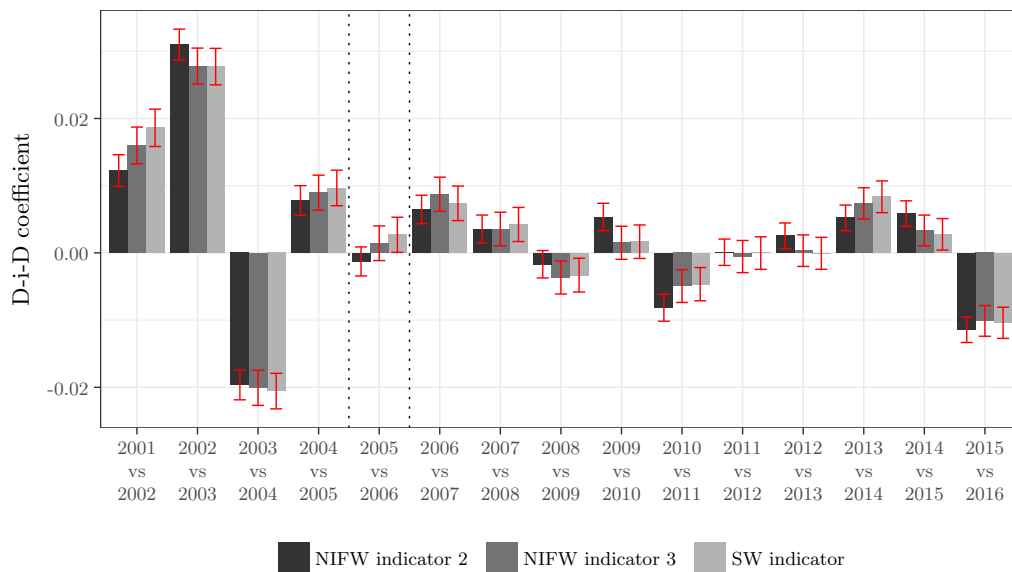 D-i-D coefficient
0.02
0.00
-0.02
2001 vs 2002
2002 vs 2003
2003 vs 2004
2004 vs 2005
2005 vs 2006
2006 vs 2007
2007 vs 2008
2008 vs 2009
2009 vs 2010
2010 vs 2011
2011 vs 2012
2012 vs 2013
2013 vs 2014
2014 vs 2015
2015 vs 2016
NIFW indicator 2
NIFW indicator 3
SW indicator